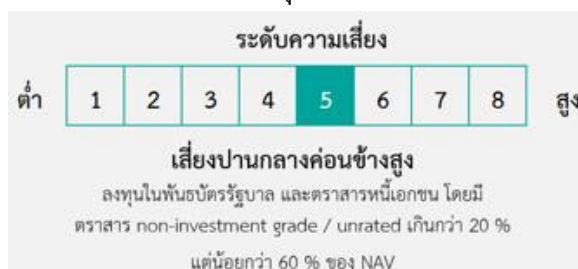 ระดับความเสี่ยง
ต่ำ 1 2 3 4 5 6 7 8 สูง
เสี่ยงปานกลางค่อนข้างสูง
ลงทุนในพันธบัตรรัฐบาล และตราสารหนี้เอกชน โดยมี
ตราสาร non-investment grade / unrated เกินกว่า 20 %
แต่น้อยกว่า 60 % ของ NAV